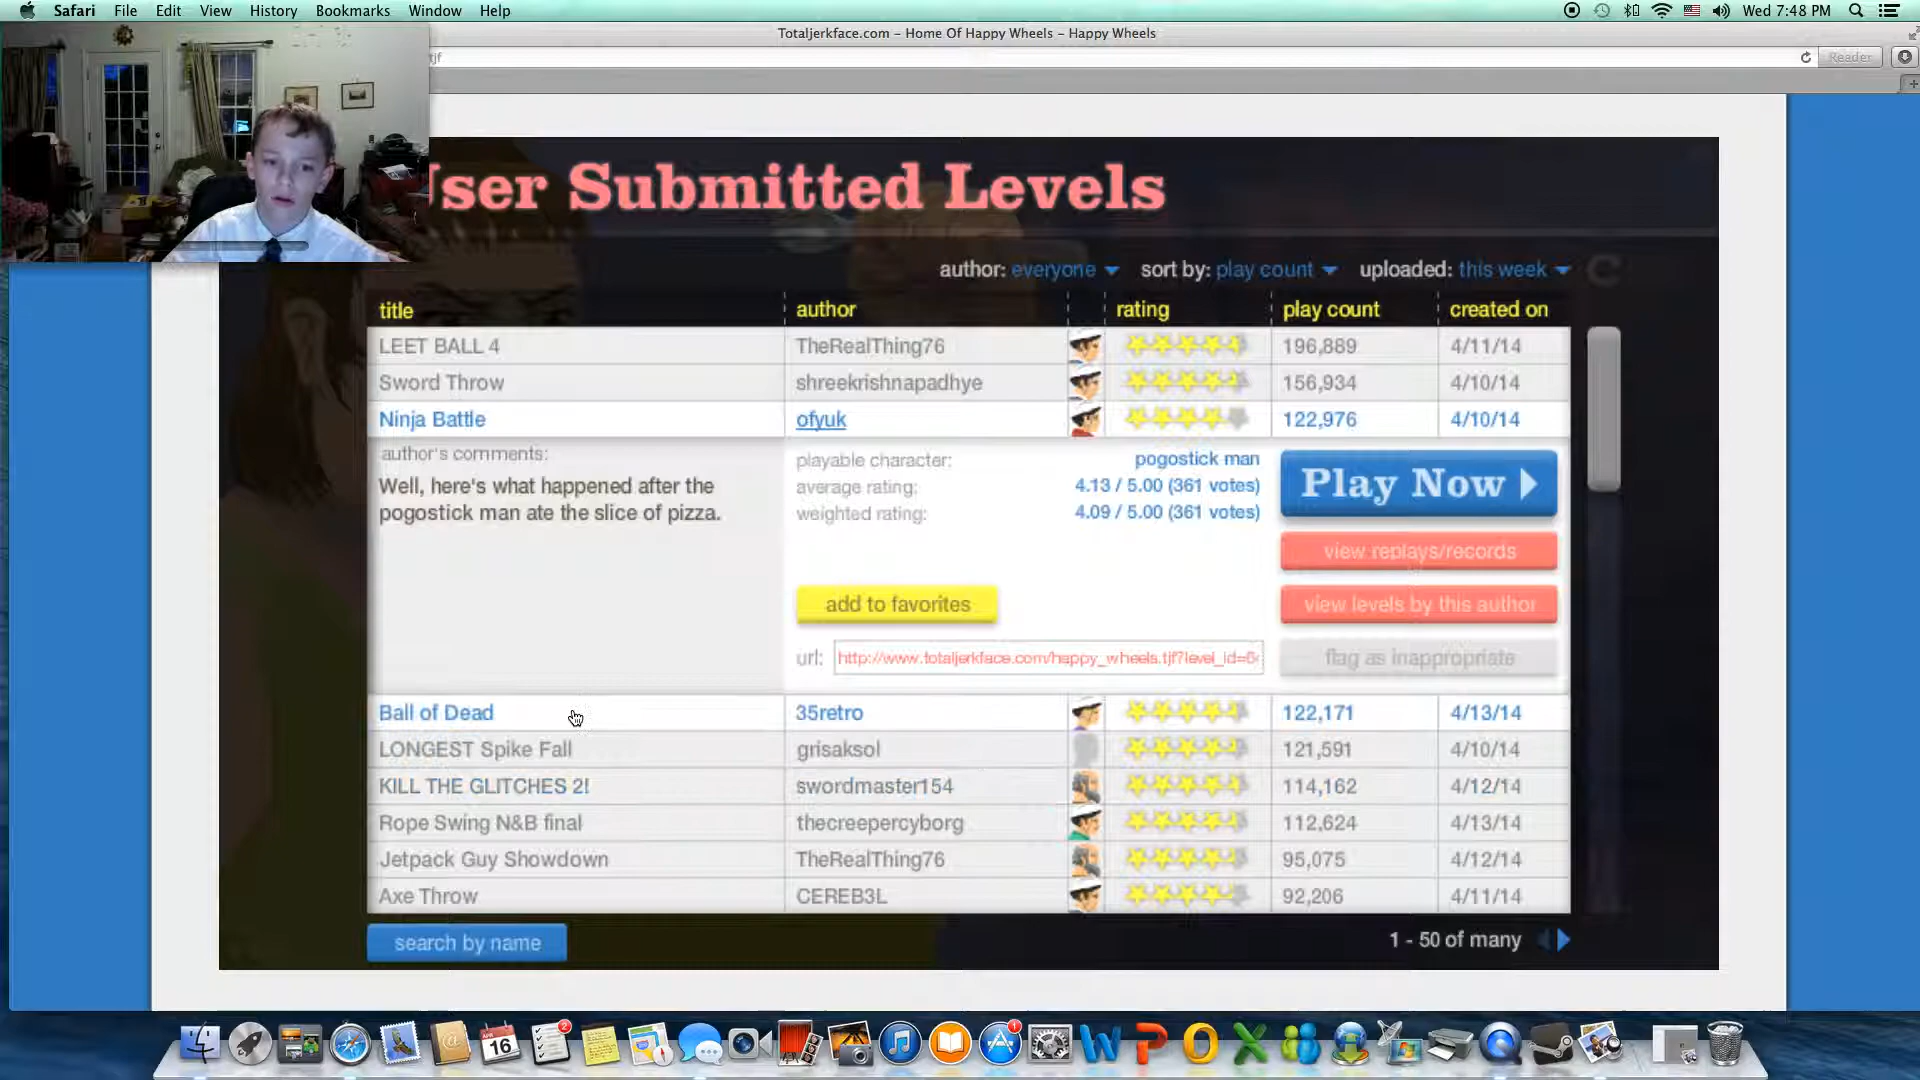 Safari File Edit View History Bookmarks Window Help Wed 7:48 PM
Totaljerkface.com – Home Of Happy Wheels – Happy Wheels
tjf Reader
User Submitted Levels
author: everyone sort by: play count uploaded: this week
title author rating play count created on
LEET BALL 4 TheRealThing76 196,889 4/11/14
Sword Throw shreekrishnapadhye 156,934 4/10/14
Ninja Battle ofyuk 122,976 4/10/14
author's comments:
Well, here's what happened after the
pogostick man ate the slice of pizza.
playable character: pogostick man
average rating: 4.13 / 5.00 (361 votes)
weighted rating: 4.09 / 5.00 (361 votes)
Play Now
view replays/records
add to favorites
view levels by this author
url: http://www.totaljerkface.com/happy_wheels.tjf?level_id=6
flag as inappropriate
Ball of Dead 35retro 122,171 4/13/14
LONGEST Spike Fall grisaksol 121,591 4/10/14
KILL THE GLITCHES 2! swordmaster154 114,162 4/12/14
Rope Swing N&B final thecreepercyborg 112,624 4/13/14
Jetpack Guy Showdown TheRealThing76 95,075 4/12/14
Axe Throw CEREB3L 92,206 4/11/14
search by name
1 - 50 of many
APR
16
2
1